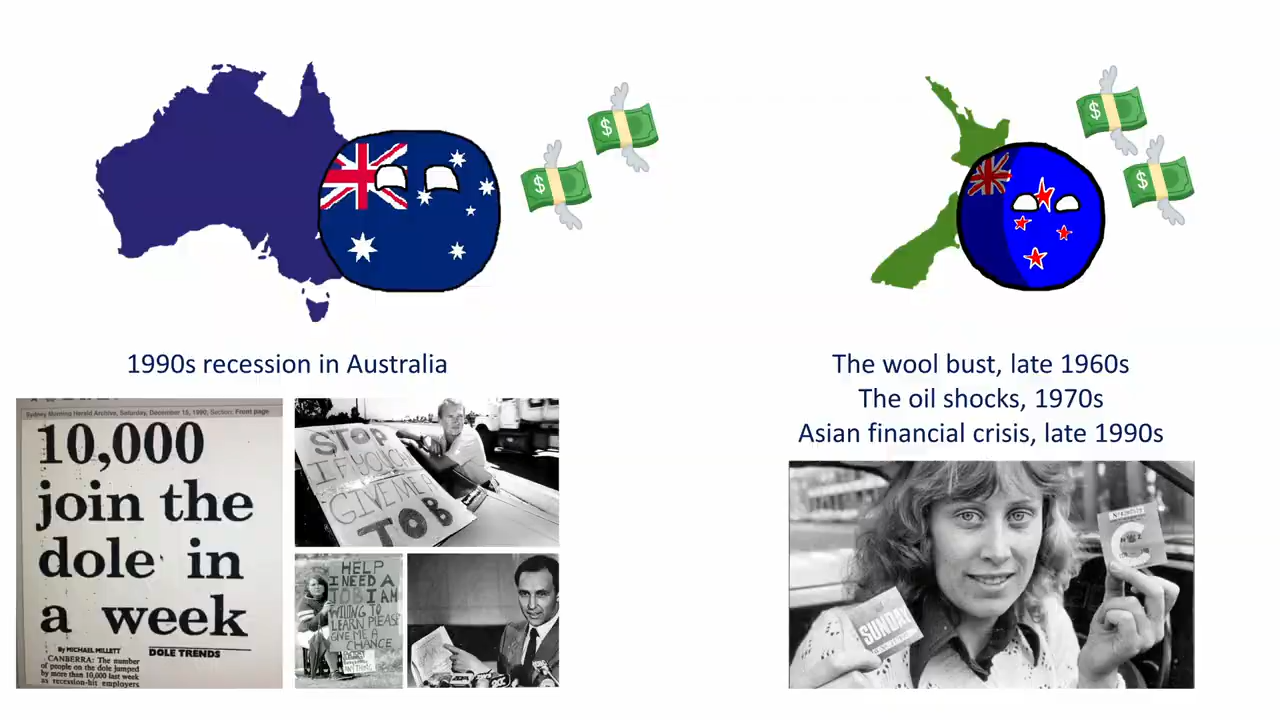 1990s recession in Australia
Sydney Morning Herald Archive, Saturday, December 15, 1990, Section: Front page
10,000
join the
dole in
a week
By MICHAEL MILLETT
DOLE TRENDS
CANBERRA: The number
of people on the dole jumped
by more than 10,000 last week
as recession-hit employers
STOP
IF YOU CAN
GIVE ME A
JOB
HELP
I NEED A
JOB I AM
WILLING TO
LEARN PLEASE
GIVE ME A
CHANCE
The wool bust, late 1960s
The oil shocks, 1970s
Asian financial crisis, late 1990s
SUNDAY
C
$
$
$
$